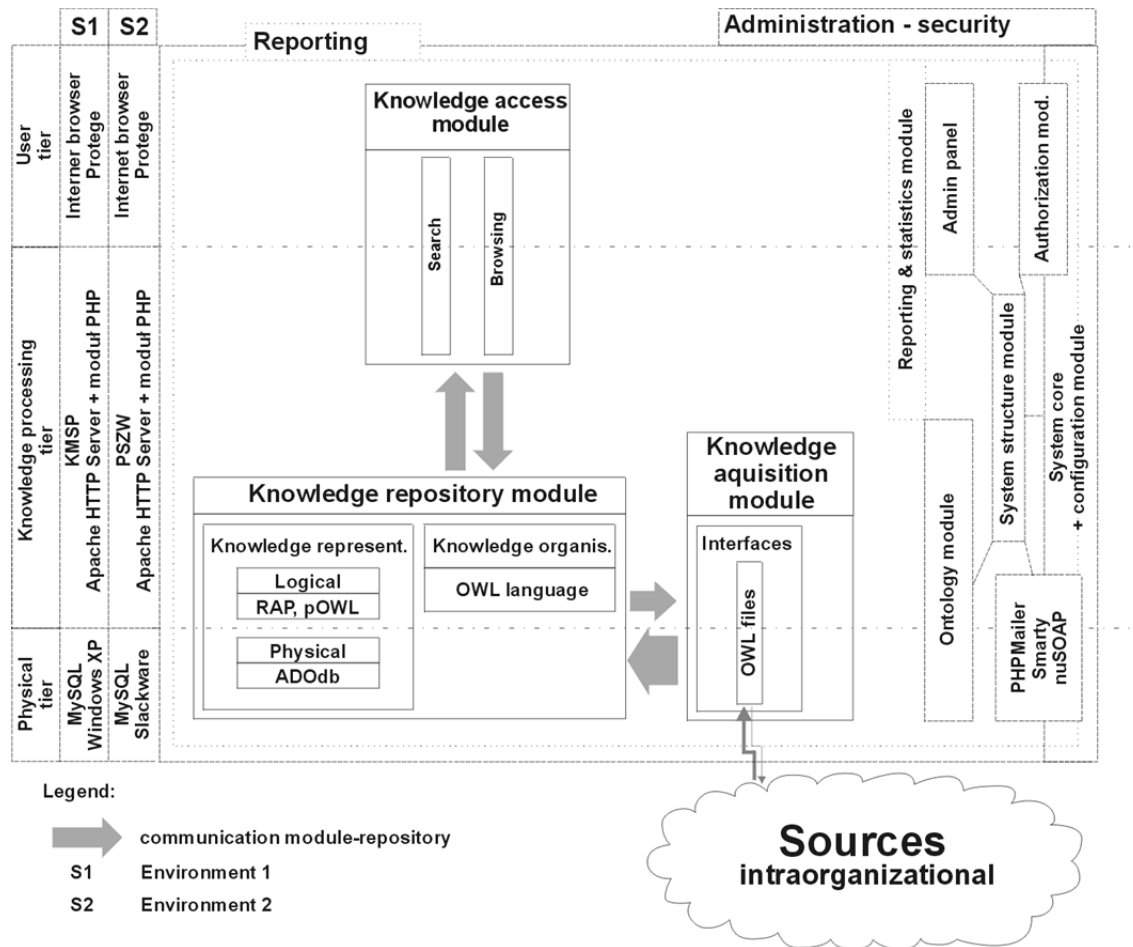 S1
S2
Reporting
Administration - security
User
tier
Interner browser
Protege
Internet browser
Protege
Knowledge access
module
Search
Browsing
Reporting & statistics module
Admin panel
Authorization mod.
Knowledge processing
tier
KMSP
Apache HTTP Server + moduł PHP
PSZW
Apache HTTP Server + moduł PHP
System structure module
System core
+ configuration module
Knowledge repository module
Knowledge represent.
Logical
RAP, pOWL
Physical
ADOdb
Knowledge organis.
OWL language
Knowledge
aquisition
module
Interfaces
OWL files
Ontology module
PHPMailer
Smarty
nuSOAP
Physical
tier
MySQL
Windows XP
MySQL
Slackware
Sources
intraorganizational
Legend:
communication module-repository
S1 Environment 1
S2 Environment 2